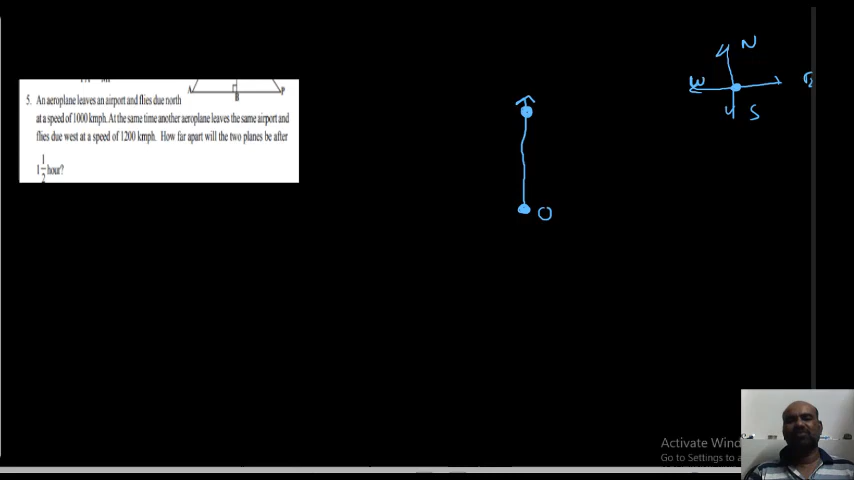 A
B
P
5. An aeroplane leaves an airport and flies due north
at a speed of 1000 kmph. At the same time another aeroplane leaves the same airport and
flies due west at a speed of 1200 kmph. How far apart will the two planes be after
1 1/2 hour?
N
W
S
O
Activate Wind
Go to Settings to a